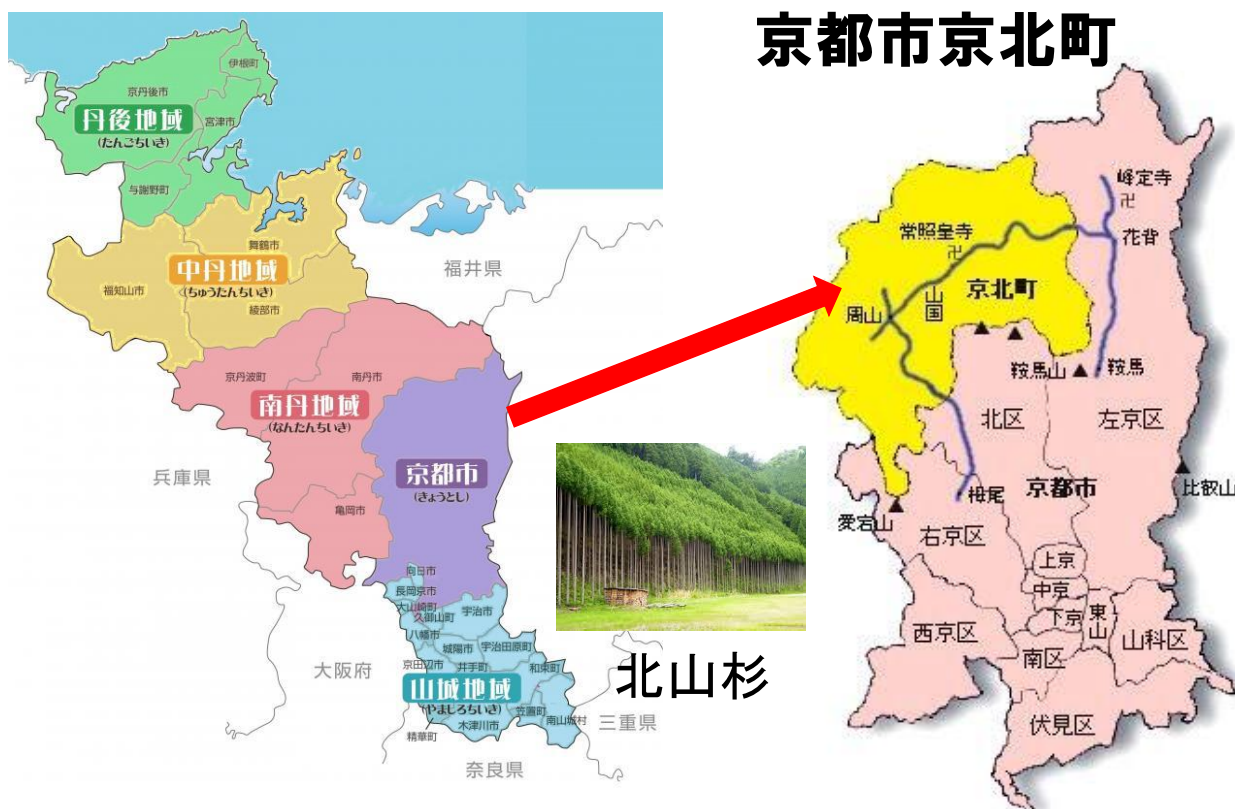 京都市京北町
伊根町
京丹後市
丹後地域
(たんごちいき)
宮津市
与謝野町
舞鶴市
中丹地域
(ちゅうたんちいき)
福知山市
綾部市
福井県
京丹波町
南丹市
南丹地域
(なんたんちいき)
兵庫県
京都市
(きょうとし)
亀岡市
向日市
長岡京市
大山崎町
久御山町
宇治市
八幡市
城陽市
宇治田原町
京田辺市
井手町
和束町
大阪府
山城地域
(やましろちいき)
笠置町
南山城村
木津川市
精華町
三重県
奈良県
北山杉
峰定寺
卍
花背
常照皇寺
卍
京北町
山国
周山
鞍馬山
鞍馬
北区
左京区
栂尾
京都市
比叡山
愛宕山
右京区
上京
中京
下京
東山
西京区
南区
山科区
伏見区